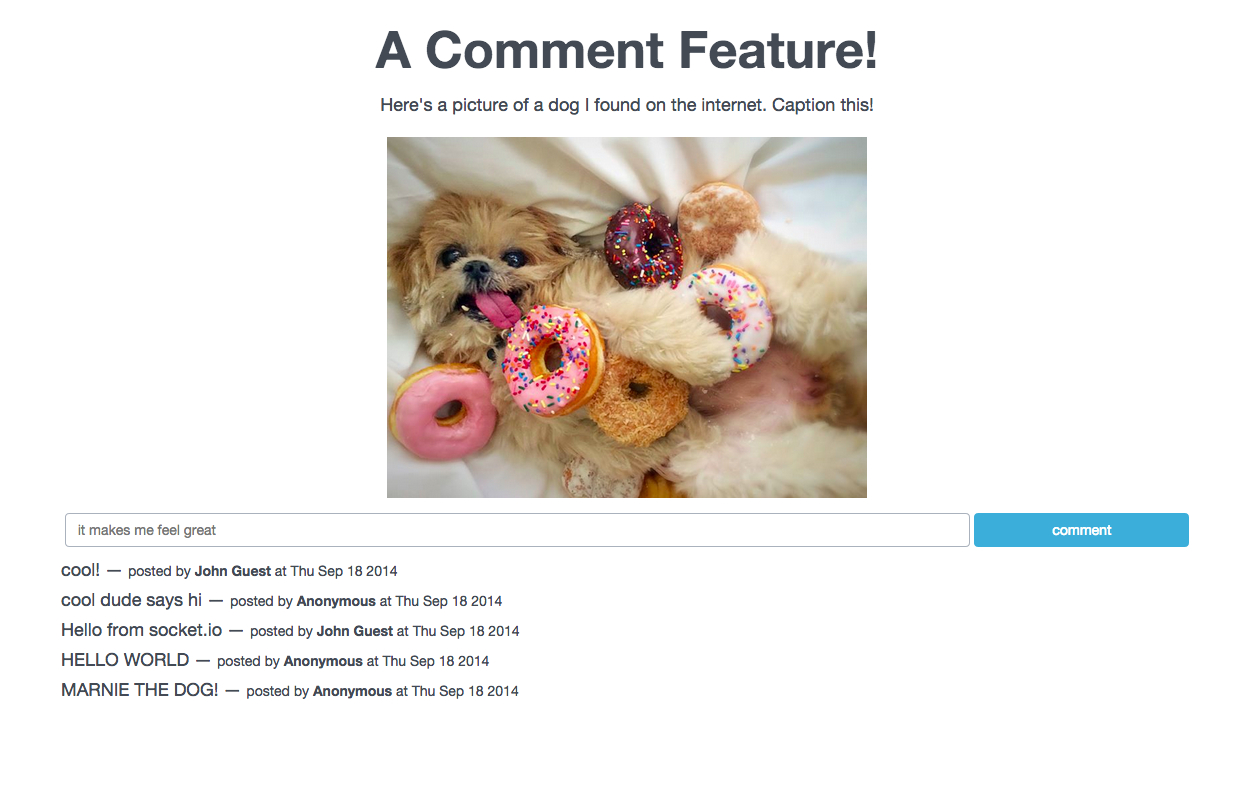 A Comment Feature!
Here's a picture of a dog I found on the internet. Caption this!
it makes me feel great
comment
cool! — posted by John Guest at Thu Sep 18 2014
cool dude says hi — posted by Anonymous at Thu Sep 18 2014
Hello from socket.io — posted by John Guest at Thu Sep 18 2014
HELLO WORLD — posted by Anonymous at Thu Sep 18 2014
MARNIE THE DOG! — posted by Anonymous at Thu Sep 18 2014